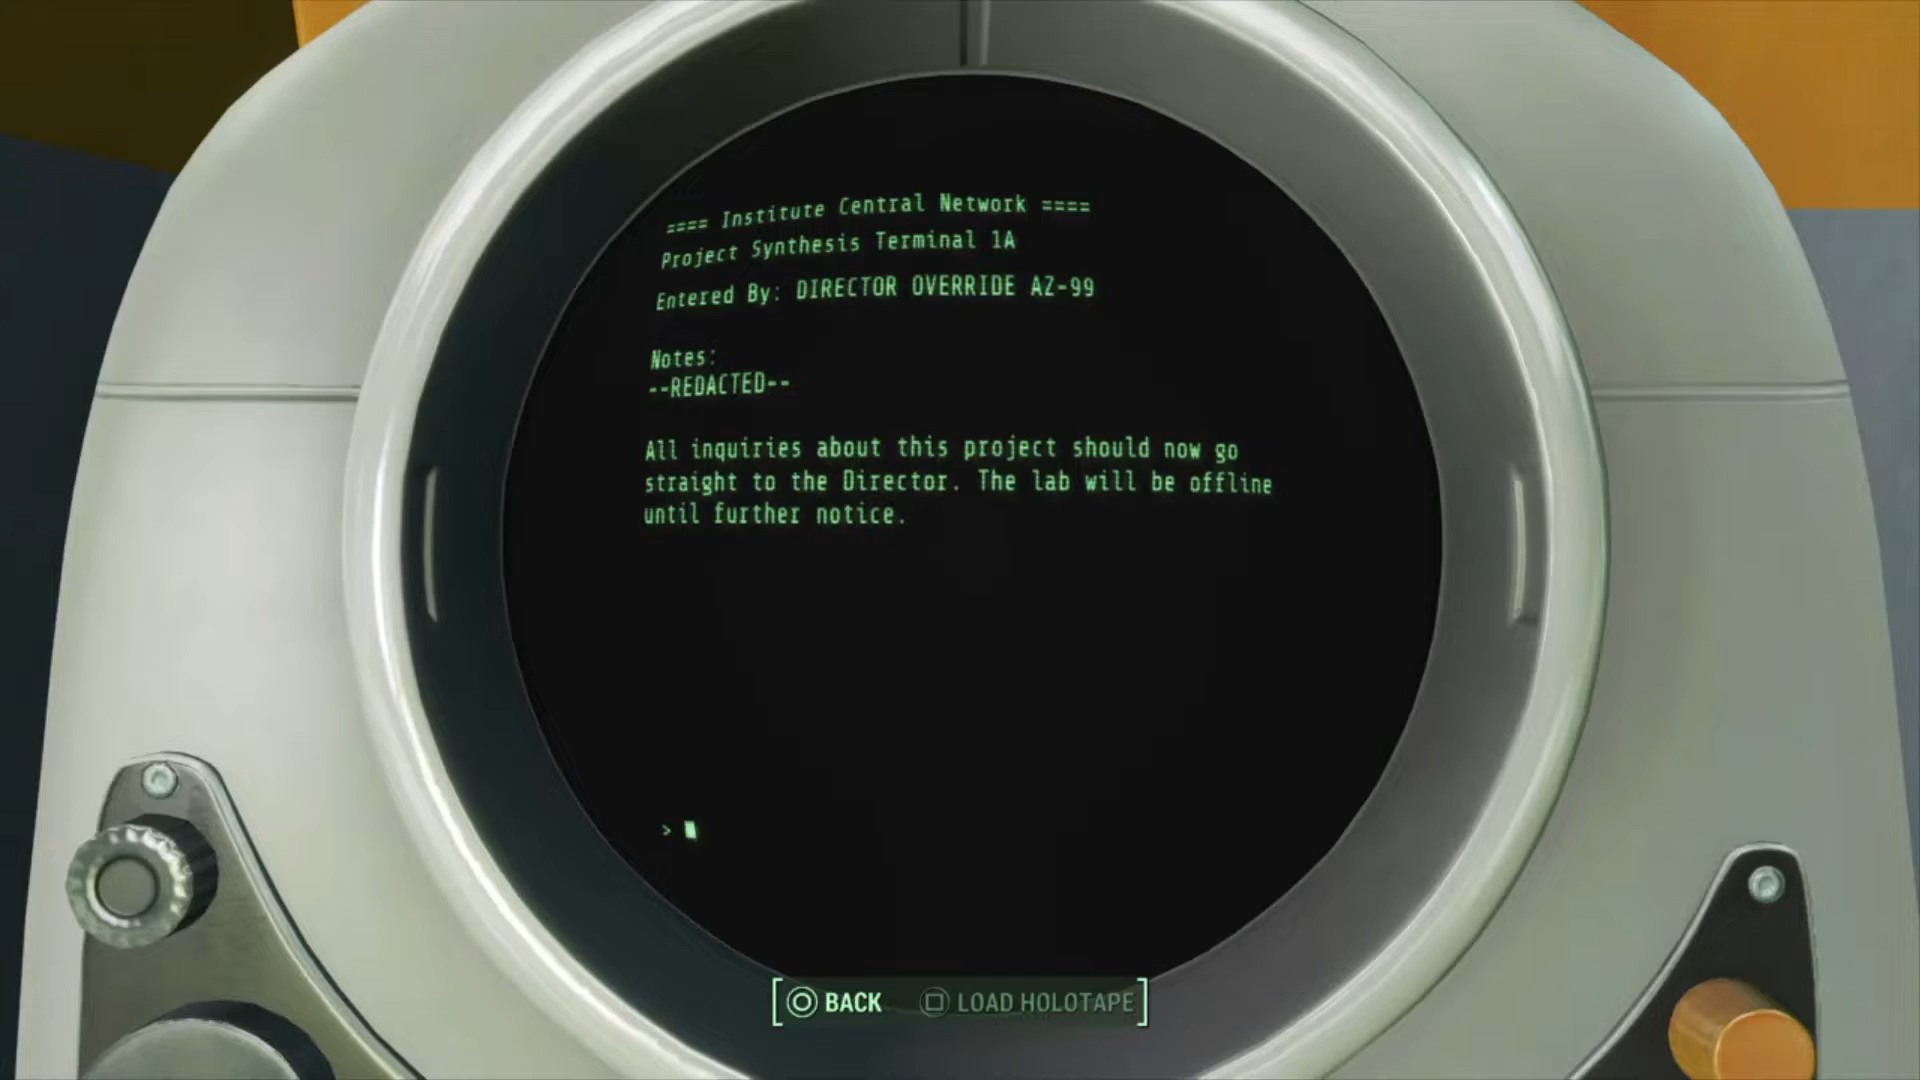 ==== Institute Central Network ====
Project Synthesis Terminal 1A
Entered By: DIRECTOR OVERRIDE AZ-99
Notes:
--REDACTED--
All inquiries about this project should now go
straight to the Director. The lab will be offline
until further notice.
>
BACK LOAD HOLOTAPE